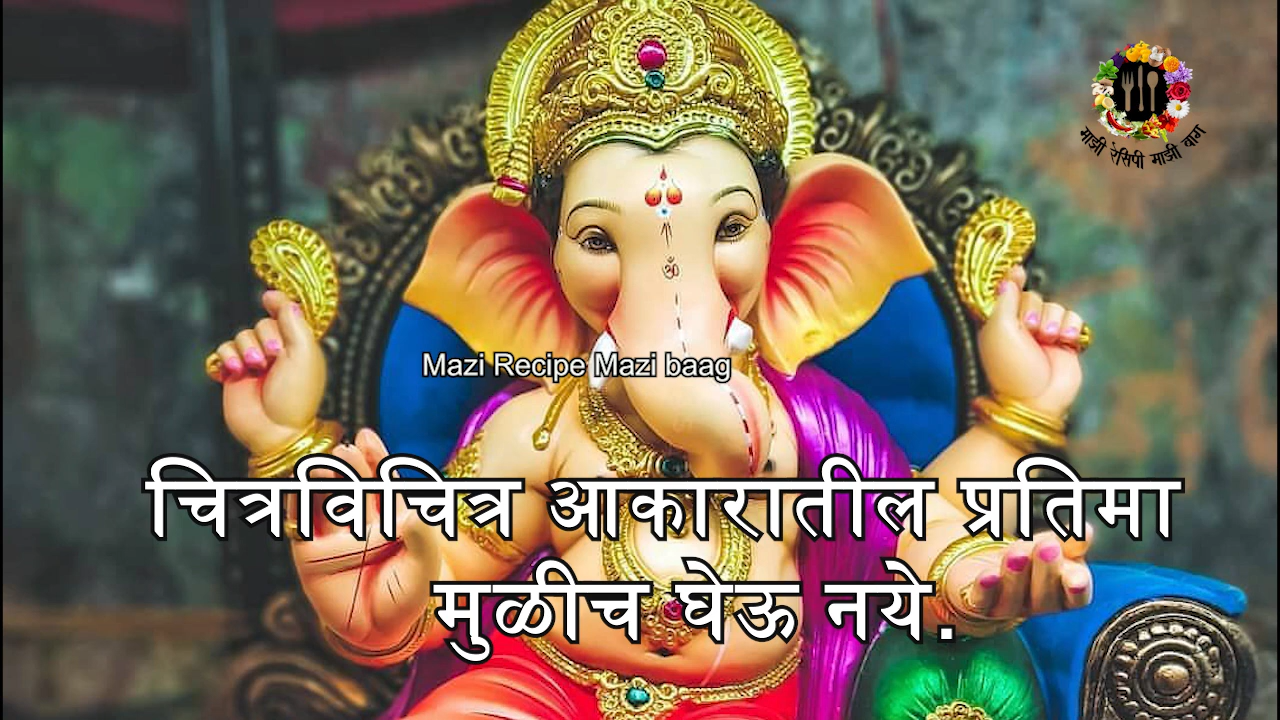 माझी रेसिपी माझी बाग
Mazi Recipe Mazi baag
चित्रविचित्र आकारातील प्रतिमा
मुळीच घेऊ नये.
ॐ